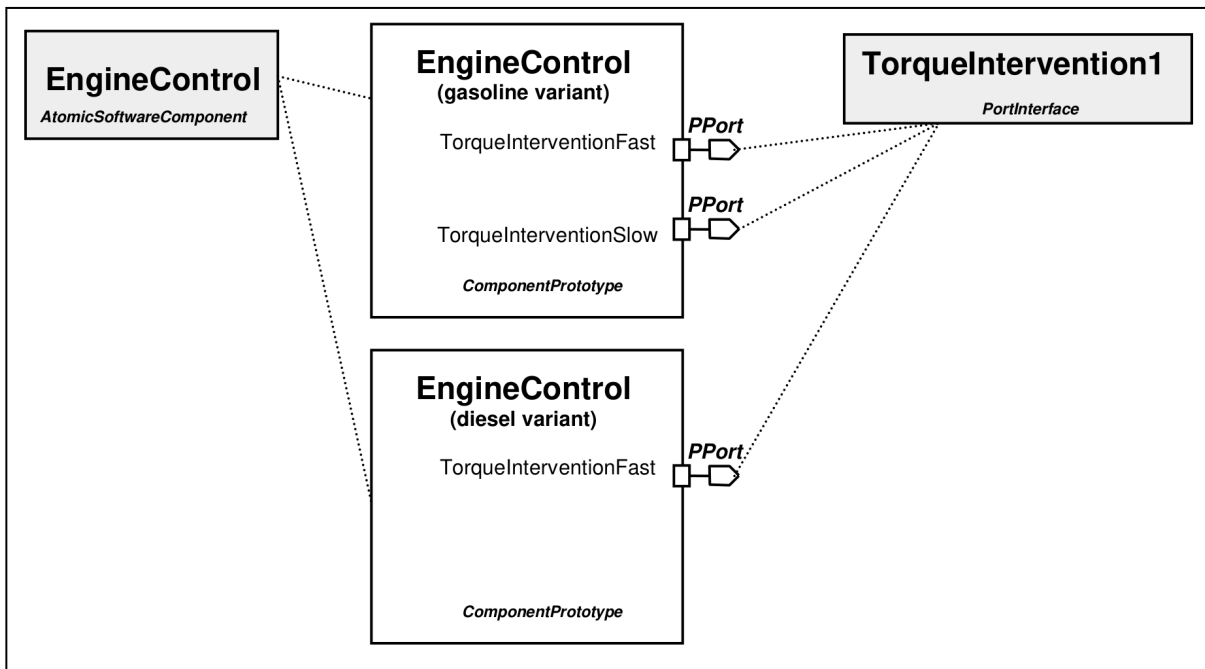 EngineControl
AtomicSoftwareComponent
EngineControl
(gasoline variant)
TorqueInterventionFast
PPort
TorqueInterventionSlow
PPort
ComponentPrototype
TorqueIntervention1
PortInterface
EngineControl
(diesel variant)
TorqueInterventionFast
PPort
ComponentPrototype